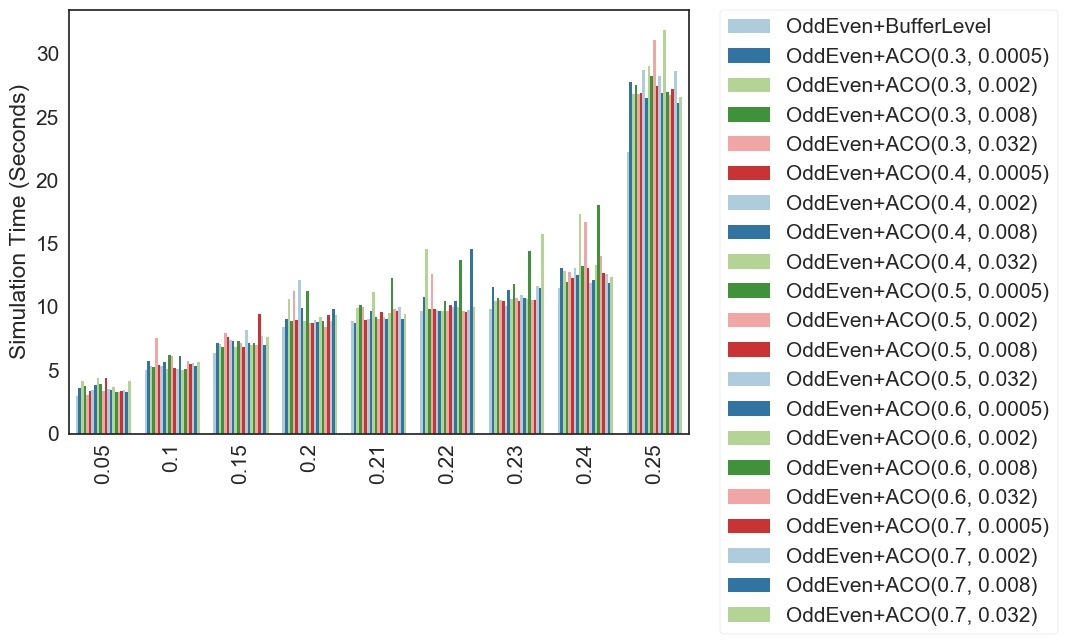 Simulation Time (Seconds)
30
25
20
15
10
5
0
0.05
0.1
0.15
0.2
0.21
0.22
0.23
0.24
0.25
OddEven+BufferLevel
OddEven+ACO(0.3, 0.0005)
OddEven+ACO(0.3, 0.002)
OddEven+ACO(0.3, 0.008)
OddEven+ACO(0.3, 0.032)
OddEven+ACO(0.4, 0.0005)
OddEven+ACO(0.4, 0.002)
OddEven+ACO(0.4, 0.008)
OddEven+ACO(0.4, 0.032)
OddEven+ACO(0.5, 0.0005)
OddEven+ACO(0.5, 0.002)
OddEven+ACO(0.5, 0.008)
OddEven+ACO(0.5, 0.032)
OddEven+ACO(0.6, 0.0005)
OddEven+ACO(0.6, 0.002)
OddEven+ACO(0.6, 0.008)
OddEven+ACO(0.6, 0.032)
OddEven+ACO(0.7, 0.0005)
OddEven+ACO(0.7, 0.002)
OddEven+ACO(0.7, 0.008)
OddEven+ACO(0.7, 0.032)